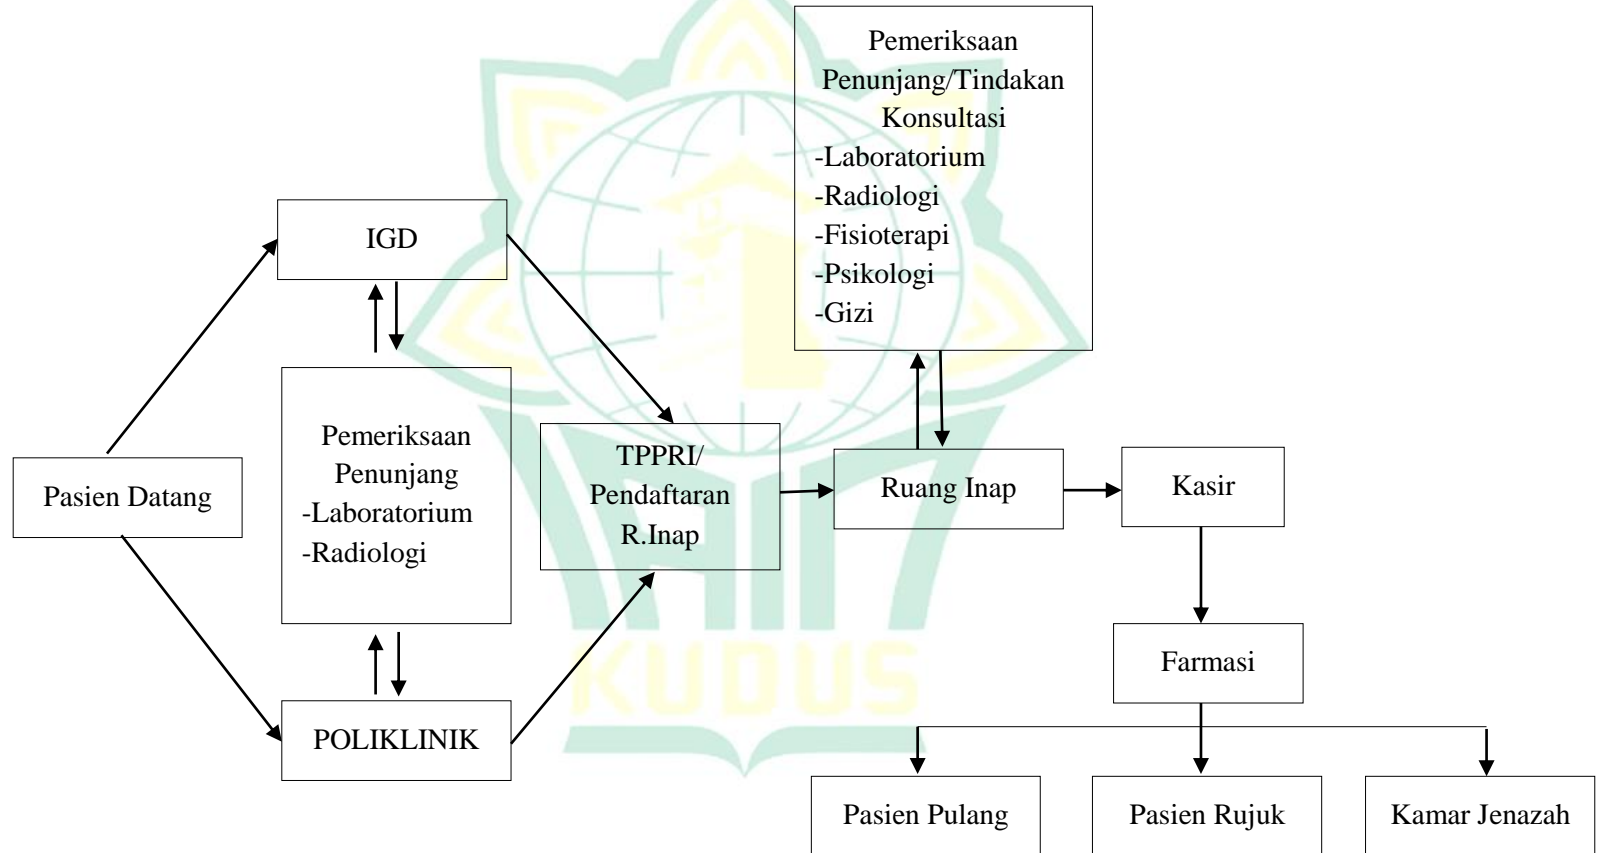 Pemeriksaan
Penunjang/Tindakan
Konsultasi
-Laboratorium
-Radiologi
-Fisioterapi
-Psikologi
-Gizi
IGD
Pemeriksaan
Penunjang
-Laboratorium
-Radiologi
Pasien Datang
TPPRI/
Pendaftaran
R.Inap
Ruang Inap
Kasir
POLIKLINIK
Farmasi
Pasien Pulang
Pasien Rujuk
Kamar Jenazah
IAIN
KUDUS